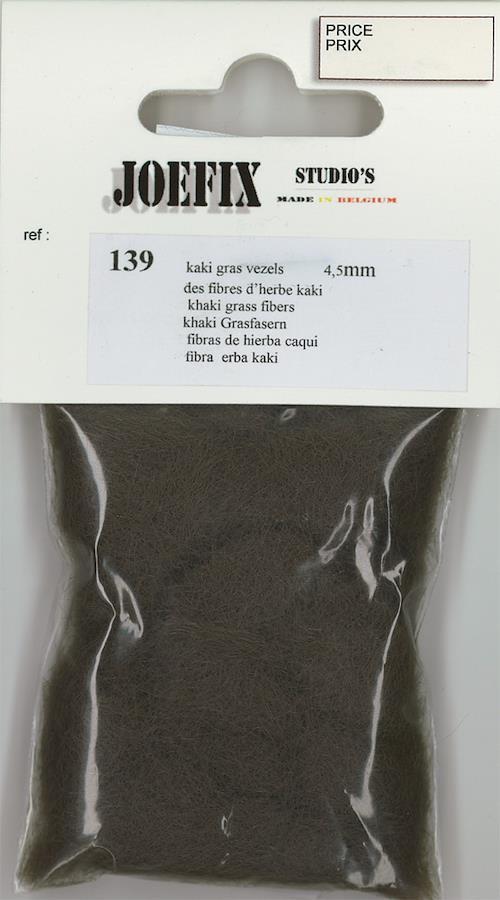 PRICE
PRIX
JOEFIX STUDIO'S
MADE IN BELGIUM
ref :
139 kaki gras vezels 4,5mm
des fibres d'herbe kaki
khaki grass fibers
khaki Grasfasern
fibras de hierba caqui
fibra erba kaki